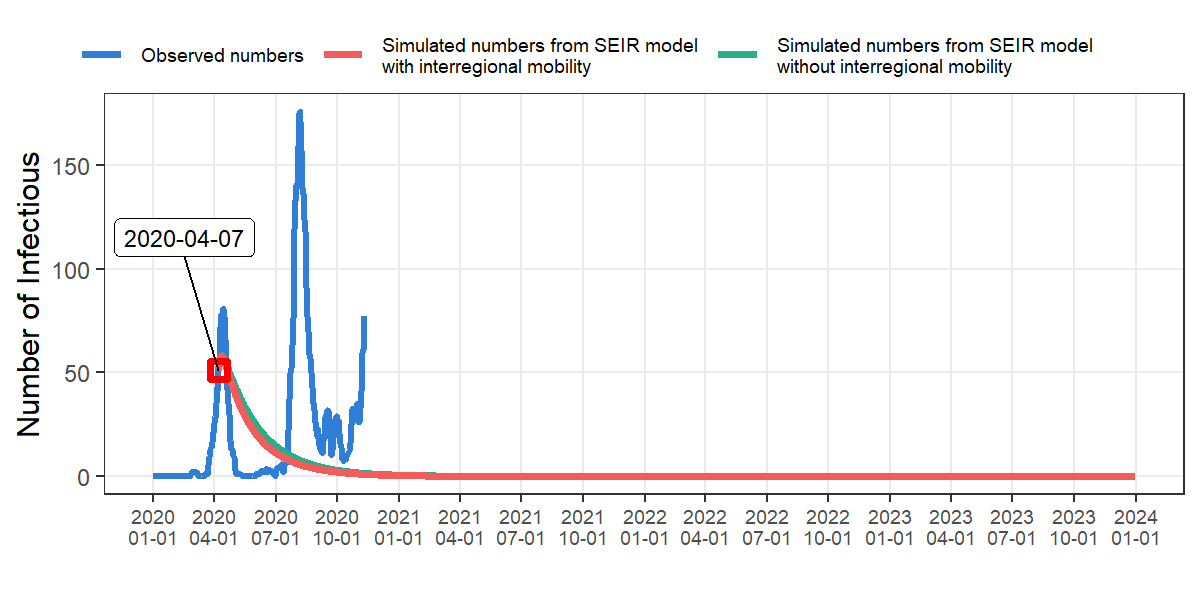 Observed numbers
Simulated numbers from SEIR model
with interregional mobility
Simulated numbers from SEIR model
without interregional mobility
Number of Infectious
150
100
50
0
2020-04-07
2020 2020 2020 2020 2021 2021 2021 2021 2022 2022 2022 2022 2023 2023 2023 2023 2024
01-01 04-01 07-01 10-01 01-01 04-01 07-01 10-01 01-01 04-01 07-01 10-01 01-01 04-01 07-01 10-01 01-01